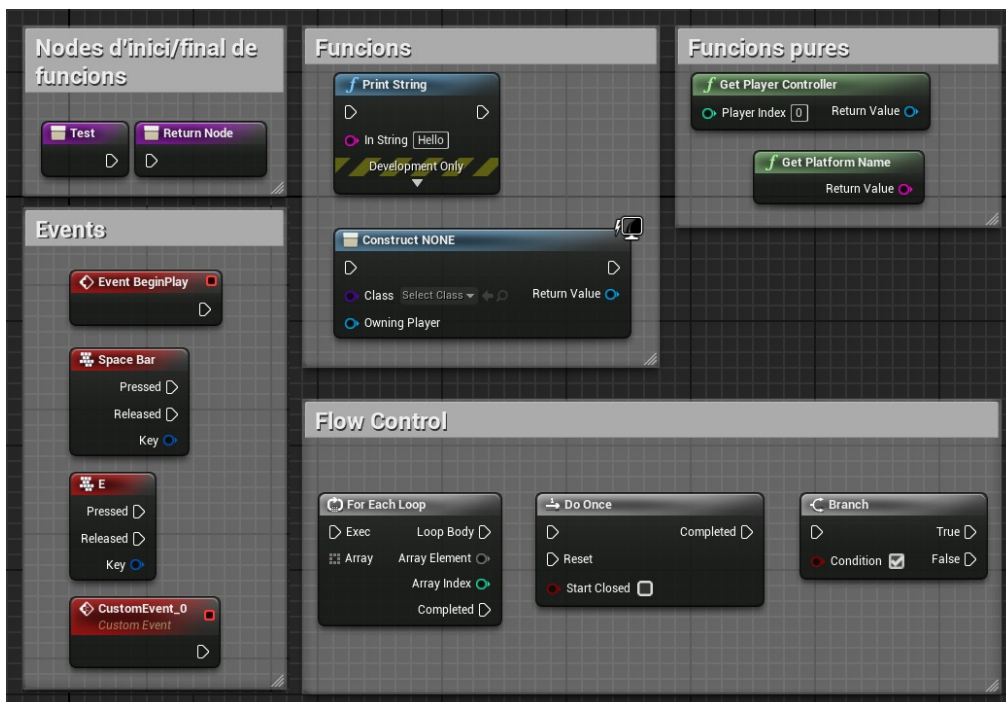 Nodes d'inici/final de
funcions
Test
Return Node
Events
Event BeginPlay
Space Bar
Pressed
Released
Key
E
Pressed
Released
Key
CustomEvent_0
Custom Event
Funcions
Print String
In String Hello
Development Only
Construct NONE
Class Select Class Return Value
Owning Player
Funcions pures
Get Player Controller
Player Index 0 Return Value
Get Platform Name
Return Value
Flow Control
For Each Loop
Exec Loop Body
Array Array Element
Array Index
Completed
Do Once
Completed
Reset
Start Closed
Branch
True
Condition False